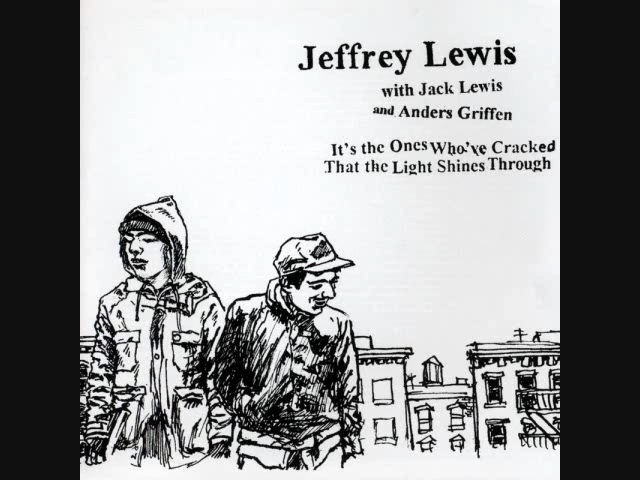 Jeffrey Lewis
with Jack Lewis
and Anders Griffen
It's the Ones Who've Cracked
That the Light Shines Through